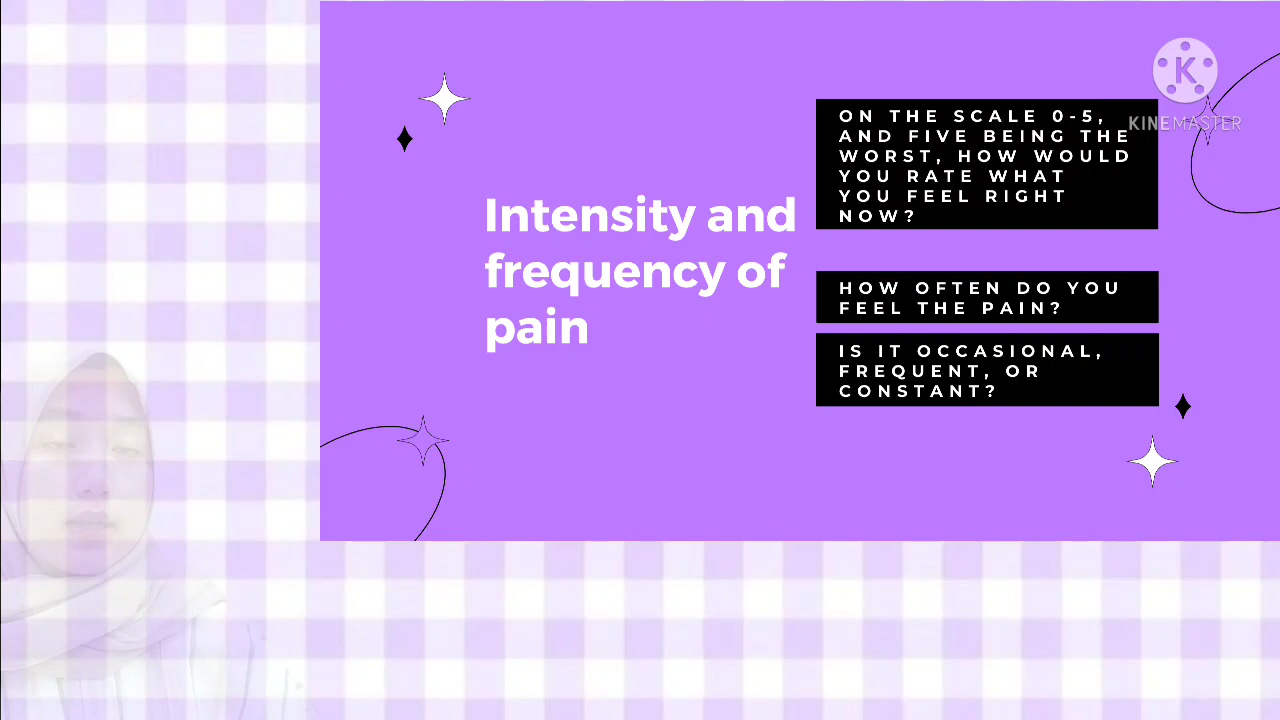 Intensity and
frequency of
pain
ON THE SCALE 0-5,
AND FIVE BEING THE
WORST, HOW WOULD
YOU RATE WHAT
YOU FEEL RIGHT
NOW?
HOW OFTEN DO YOU
FEEL THE PAIN?
IS IT OCCASIONAL,
FREQUENT, OR
CONSTANT?
K
KINEMASTER